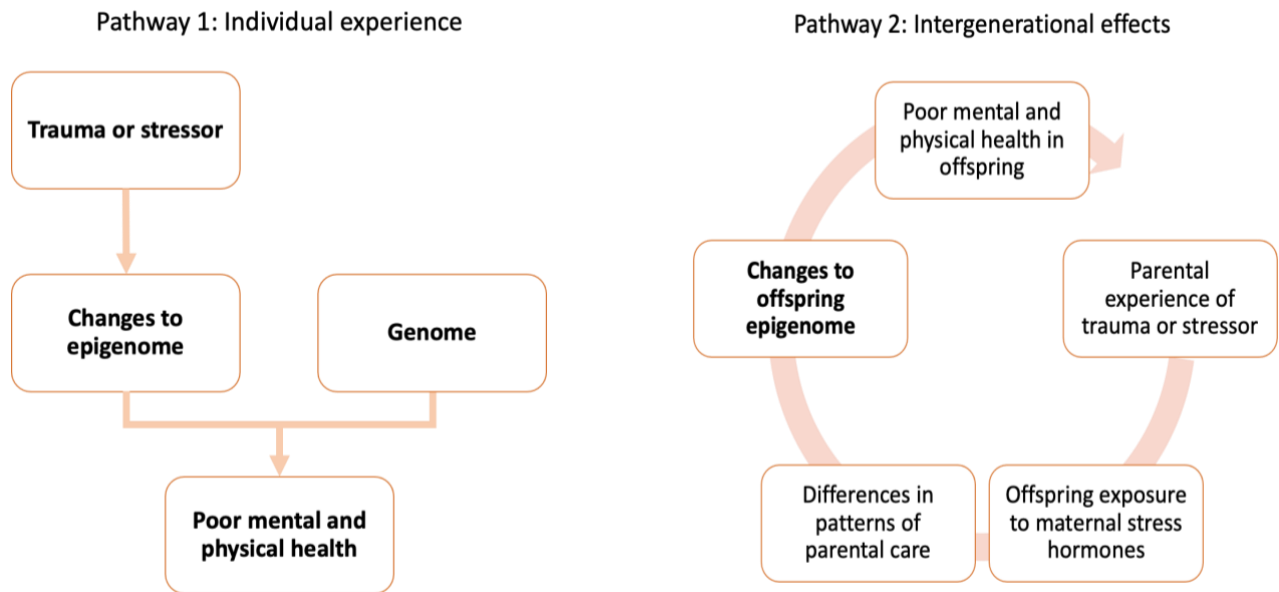 Pathway 1: Individual experience
Trauma or stressor
Changes to
epigenome
Genome
Poor mental and
physical health
Pathway 2: Intergenerational effects
Poor mental and
physical health in
offspring
Parental
experience of
trauma or stressor
Offspring exposure
to maternal stress
hormones
Differences in
patterns of
parental care
Changes to
offspring
epigenome